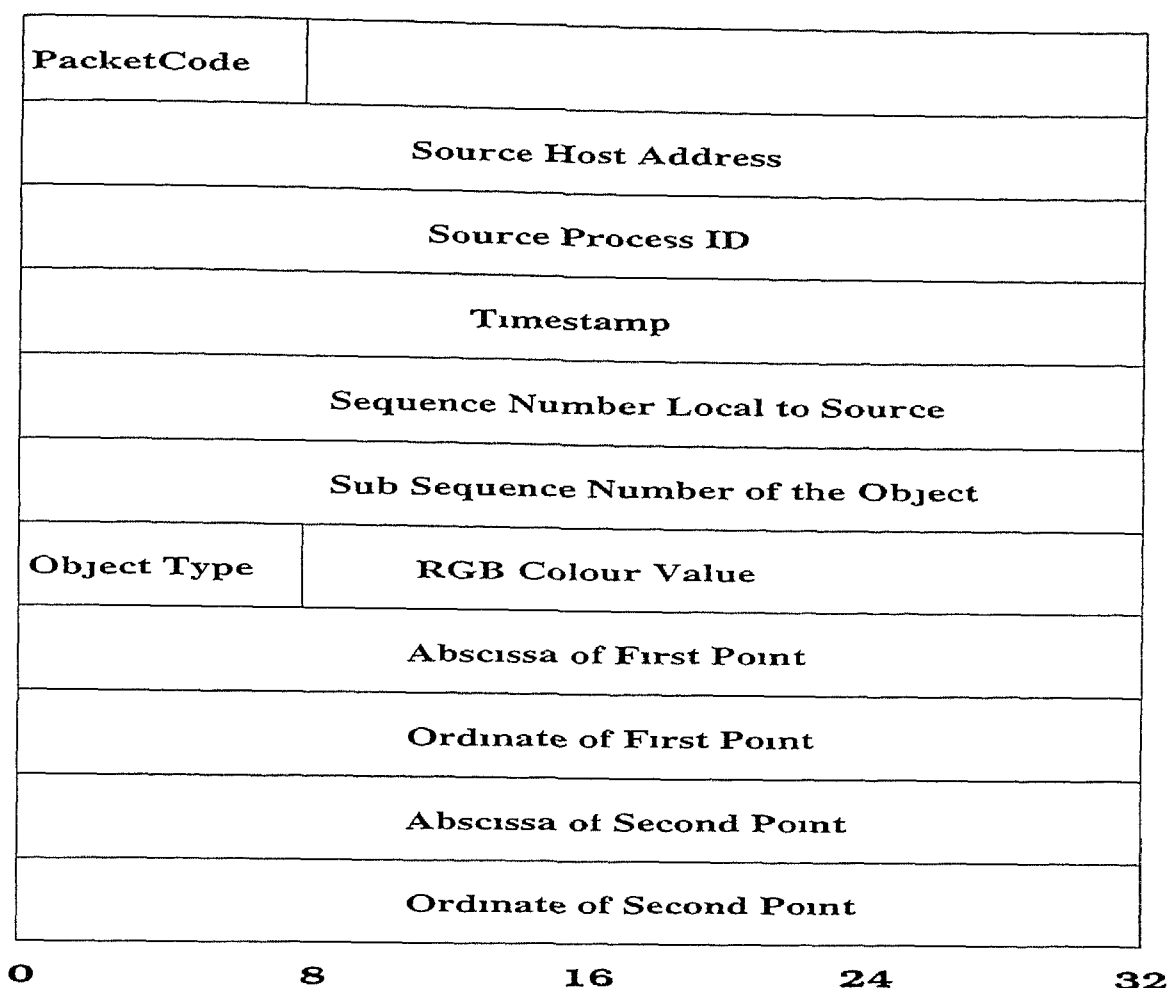 PacketCode
Source Host Address
Source Process ID
Timestamp
Sequence Number Local to Source
Sub Sequence Number of the Object
Object Type RGB Colour Value
Abscissa of First Point
Ordinate of First Point
Abscissa of Second Point
Ordinate of Second Point
0 8 16 24 32